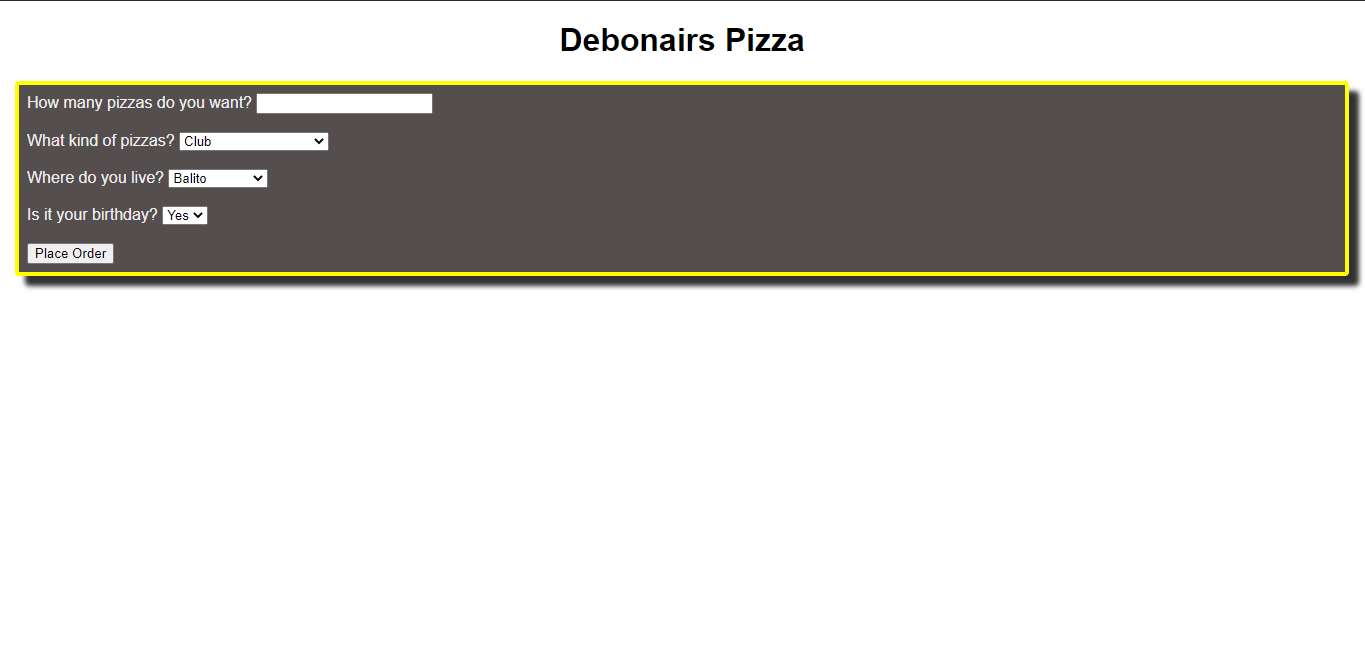 Debonairs Pizza
How many pizzas do you want?
What kind of pizzas? Club
Where do you live? Balito
Is it your birthday? Yes
Place Order